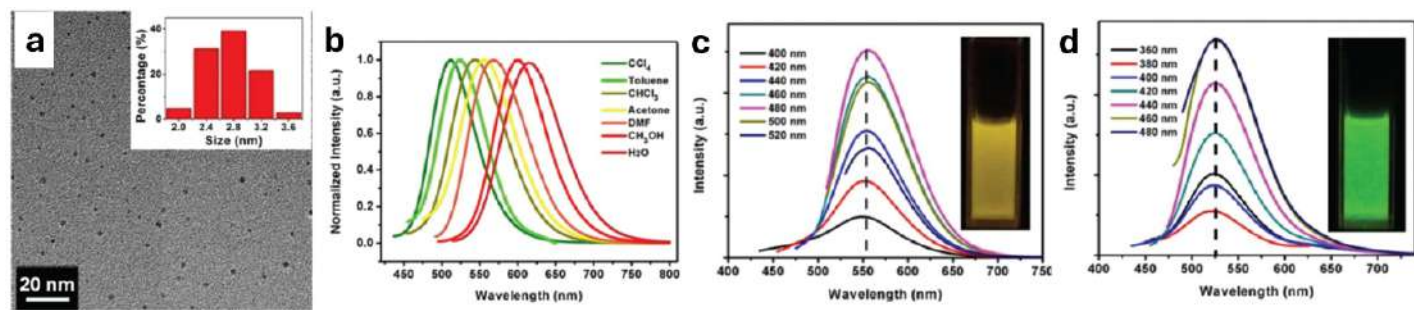 a
Percentage (%)
40
20
0
2.0 2.4 2.8 3.2 3.6
Size (nm)
20 nm
b
Normalized Intensity (a.u.)
1.0
0.8
0.6
0.4
0.2
0.0
CCl4
Toluene
CHCl3
Acetone
DMF
CH3OH
H2O
450 500 550 600 650 700 750 800
Wavelength (nm)
c
Intensity (a.u.)
400 nm
420 nm
440 nm
460 nm
480 nm
500 nm
520 nm
400 450 500 550 600 650 700 750
Wavelength (nm)
d
Intensity (a.u.)
360 nm
380 nm
400 nm
420 nm
440 nm
460 nm
480 nm
400 450 500 550 600 650 700
Wavelength (nm)